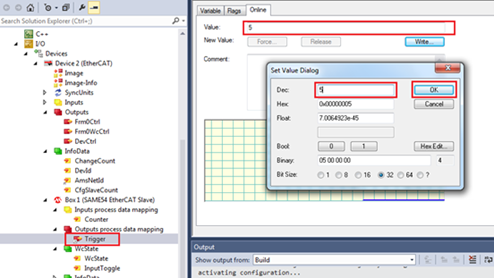 Search Solution Explorer (Ctrl+;)
C++
I/O
Devices
Device 2 (EtherCAT)
Image
Image-Info
SyncUnits
Inputs
Outputs
Frm0Ctrl
Frm0WcCtrl
DevCtrl
InfoData
ChangeCount
DevId
AmsNetId
CfgSlaveCount
Box 1 (SAME54 EtherCAT Slave)
Inputs process data mapping
Counter
Outputs process data mapping
Trigger
WcState
WcState
InputToggle
InfoData
Variable Flags Online
Value: 5
New Value: Force... Release Write...
Comment:
Set Value Dialog
Dec: 5 OK
Hex: 0x00000005 Cancel
Float: 7.0064923e-45
Bool: 0 1 Hex Edit...
Binary: 05 00 00 00 4
Bit Size: 1 8 16 32 64 ?
Output
Show output from: Build
activating configuration...